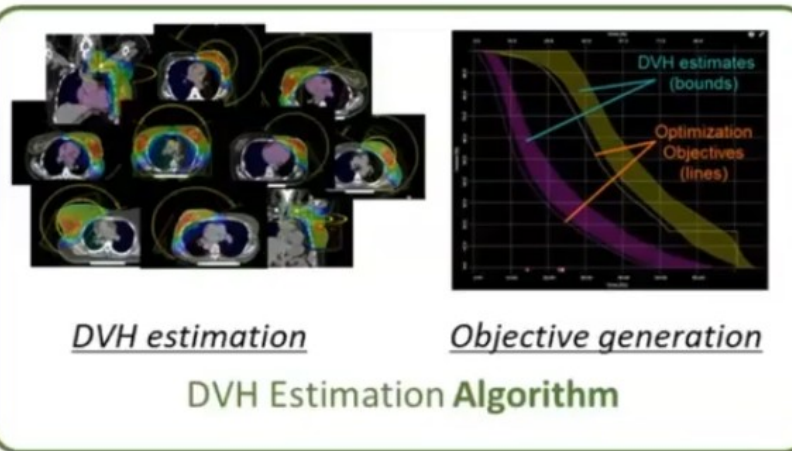 DVH estimates
(bounds)
Optimization
Objectives
(lines)
DVH estimation
Objective generation
DVH Estimation Algorithm